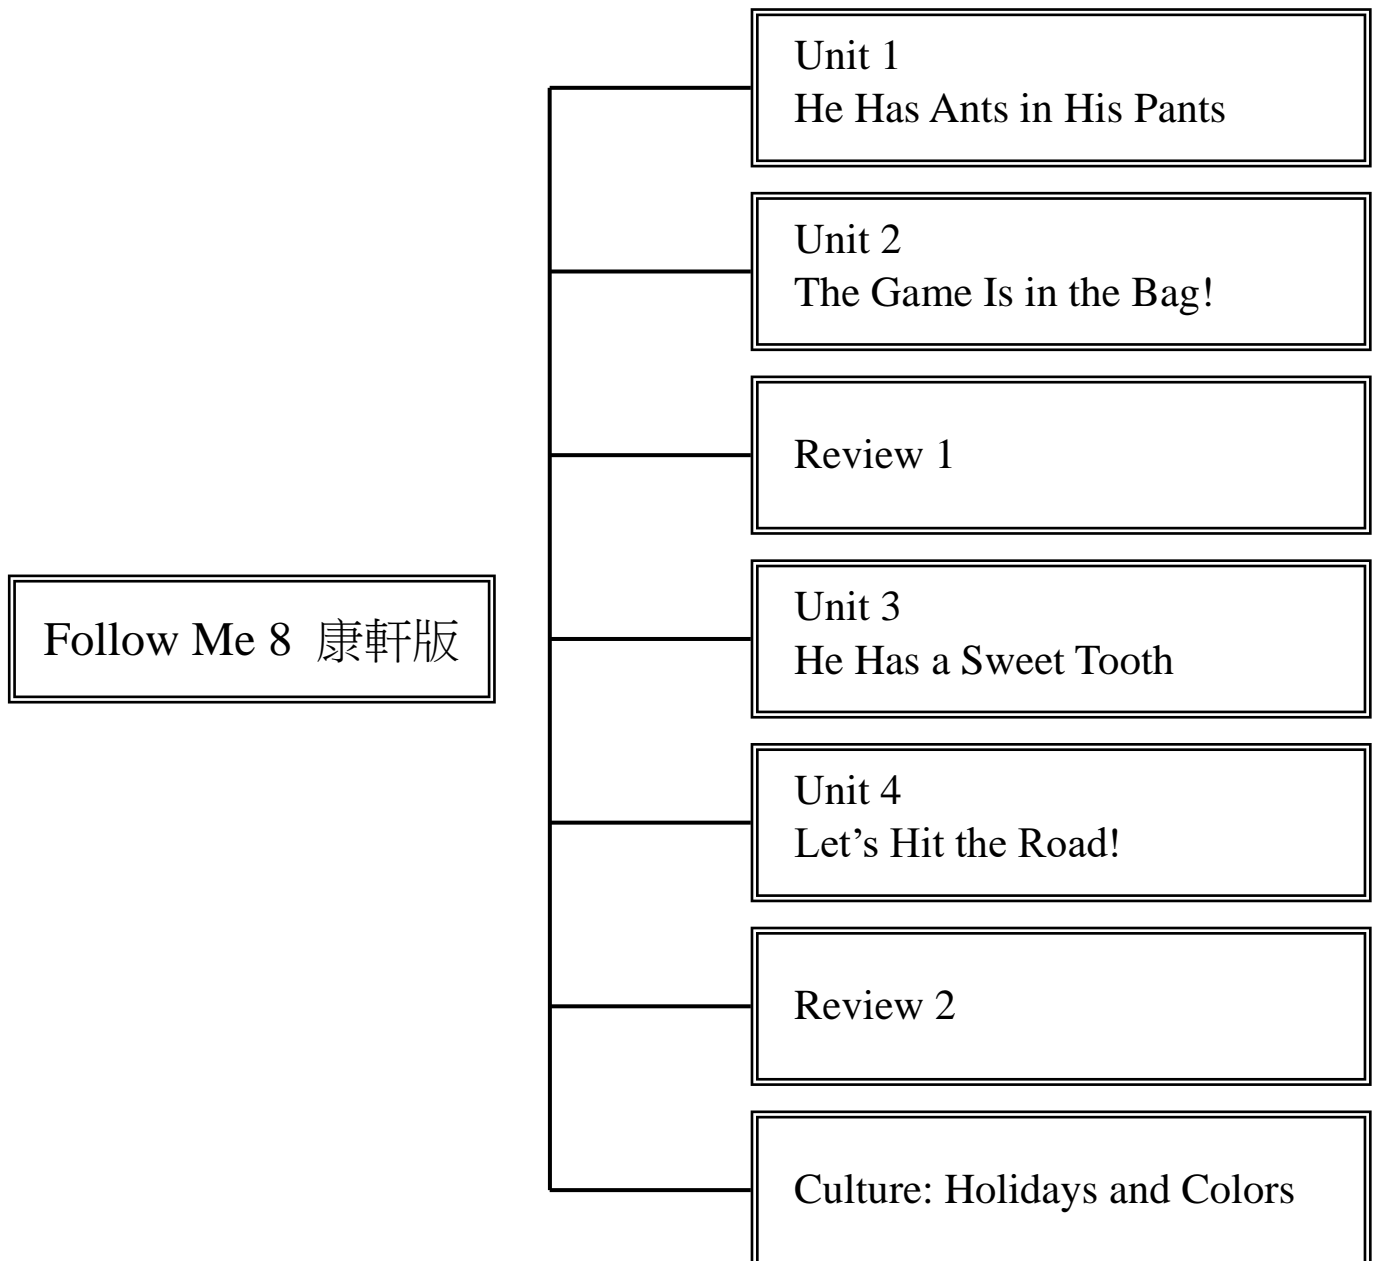 Unit 1
He Has Ants in His Pants
Unit 2
The Game Is in the Bag!
Review 1
Follow Me 8 康軒版
Unit 3
He Has a Sweet Tooth
Unit 4
Let’s Hit the Road!
Review 2
Culture: Holidays and Colors